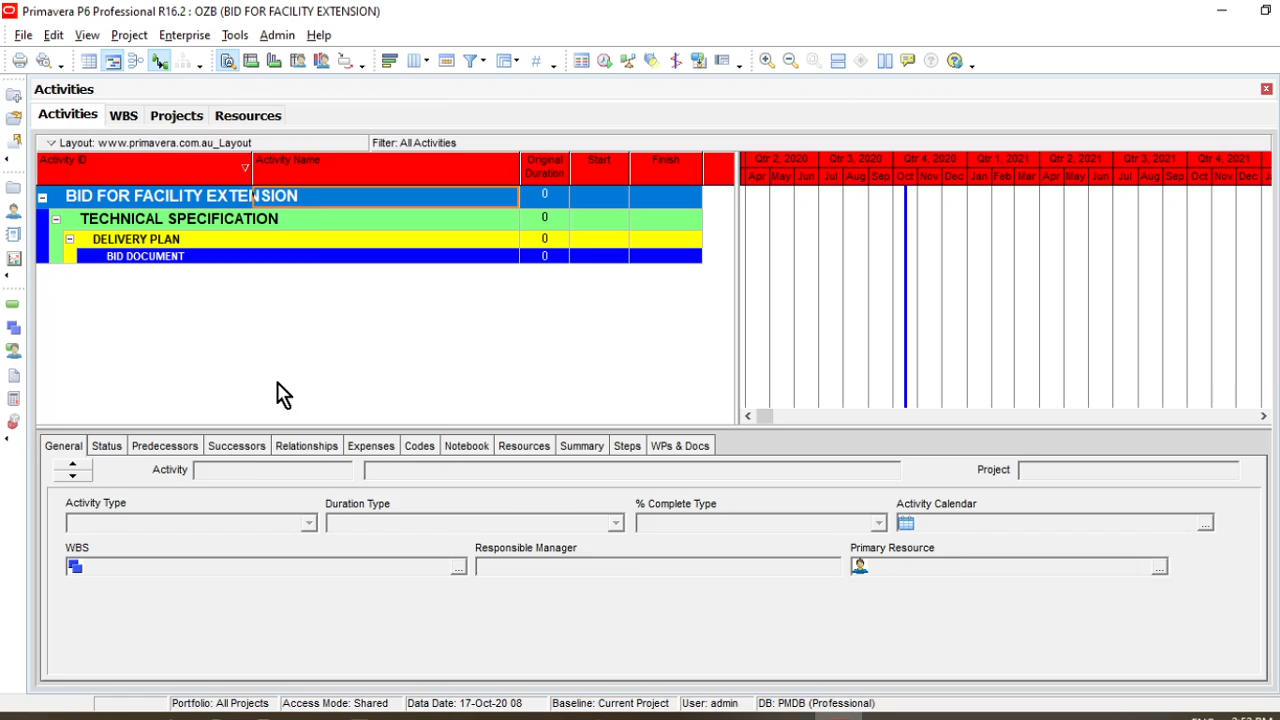 Primavera P6 Professional R16.2 : OZB (BID FOR FACILITY EXTENSION)
File Edit View Project Enterprise Tools Admin Help
Activities
Activities WBS Projects Resources
Layout: www.primavera.com.au_Layout Filter: All Activities
Activity ID Activity Name Original Duration Start Finish
Qtr 2, 2020 Qtr 3, 2020 Qtr 4, 2020 Qtr 1, 2021 Qtr 2, 2021 Qtr 3, 2021 Qtr 4, 2021
Apr May Jun Jul Aug Sep Oct Nov Dec Jan Feb Mar Apr May Jun Jul Aug Sep Oct Nov Dec
BID FOR FACILITY EXTENSION 0
TECHNICAL SPECIFICATION 0
DELIVERY PLAN 0
BID DOCUMENT 0
General Status Predecessors Successors Relationships Expenses Codes Notebook Resources Summary Steps WPs & Docs
Activity Project
Activity Type Duration Type % Complete Type Activity Calendar
WBS Responsible Manager Primary Resource
Portfolio: All Projects Access Mode: Shared Data Date: 17-Oct-20 08 Baseline: Current Project User: admin DB: PMDB (Professional)